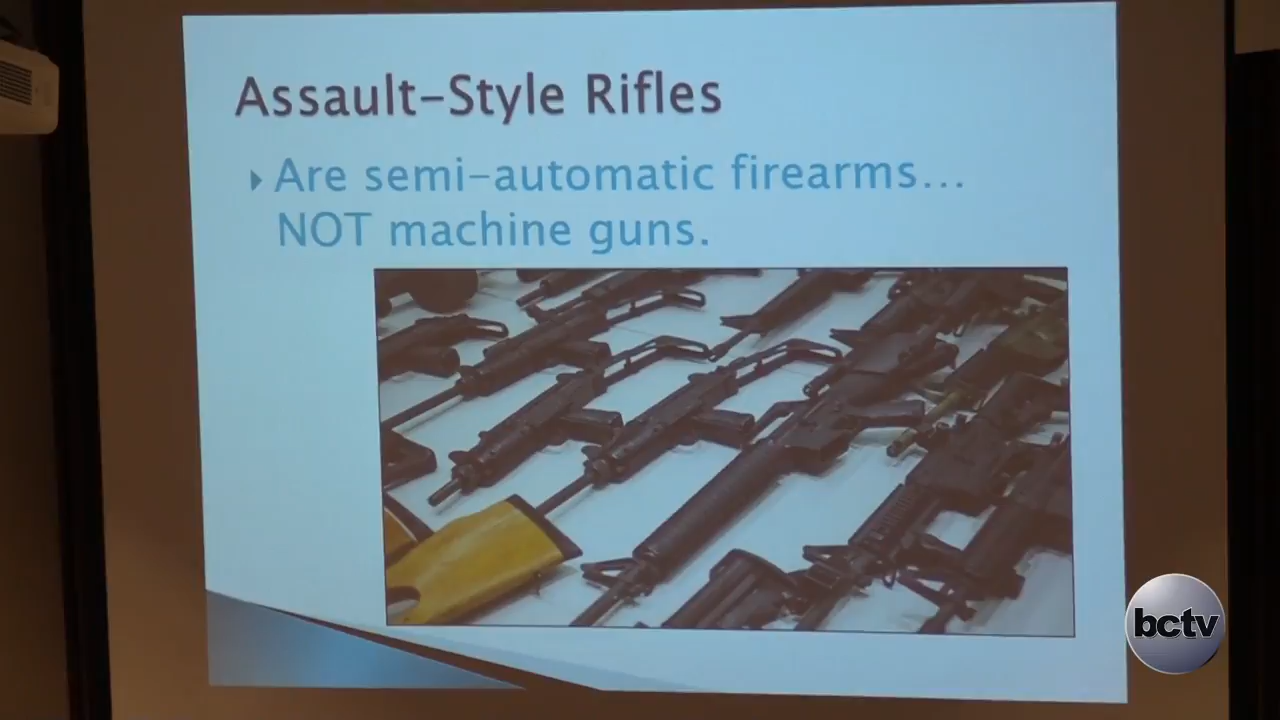 Assault-Style Rifles
Are semi-automatic firearms...
NOT machine guns.
bctv